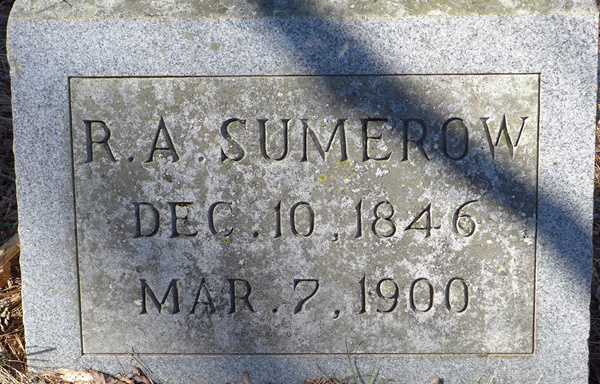 R. A. SUMEROW
DEC. 10, 1846
MAR. 7, 1900